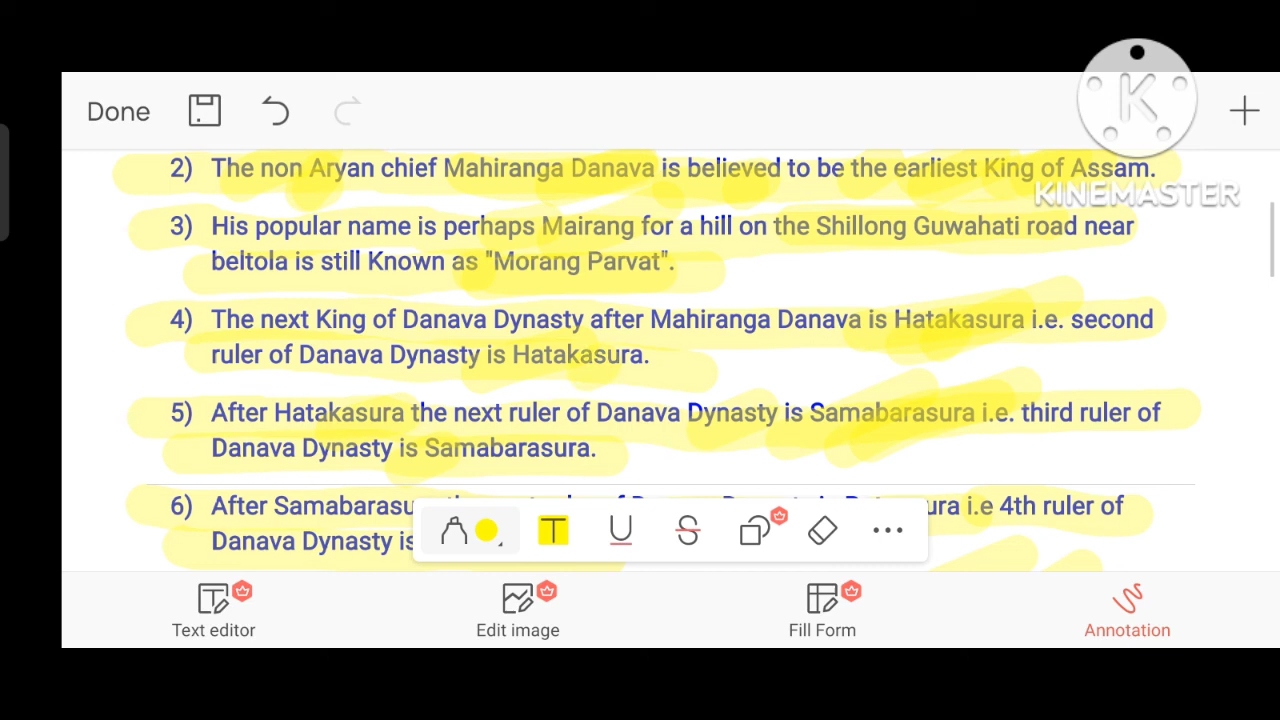 Done
2) The non Aryan chief Mahiranga Danava is believed to be the earliest King of Assam.
KINEMASTER
3) His popular name is perhaps Mairang for a hill on the Shillong Guwahati road near
beltola is still Known as "Morang Parvat".
4) The next King of Danava Dynasty after Mahiranga Danava is Hatakasura i.e. second
ruler of Danava Dynasty is Hatakasura.
5) After Hatakasura the next ruler of Danava Dynasty is Samabarasura i.e. third ruler of
Danava Dynasty is Samabarasura.
6) After i.e 4th ruler of
Danava Dynasty is
Text editor
Edit image
Fill Form
Annotation